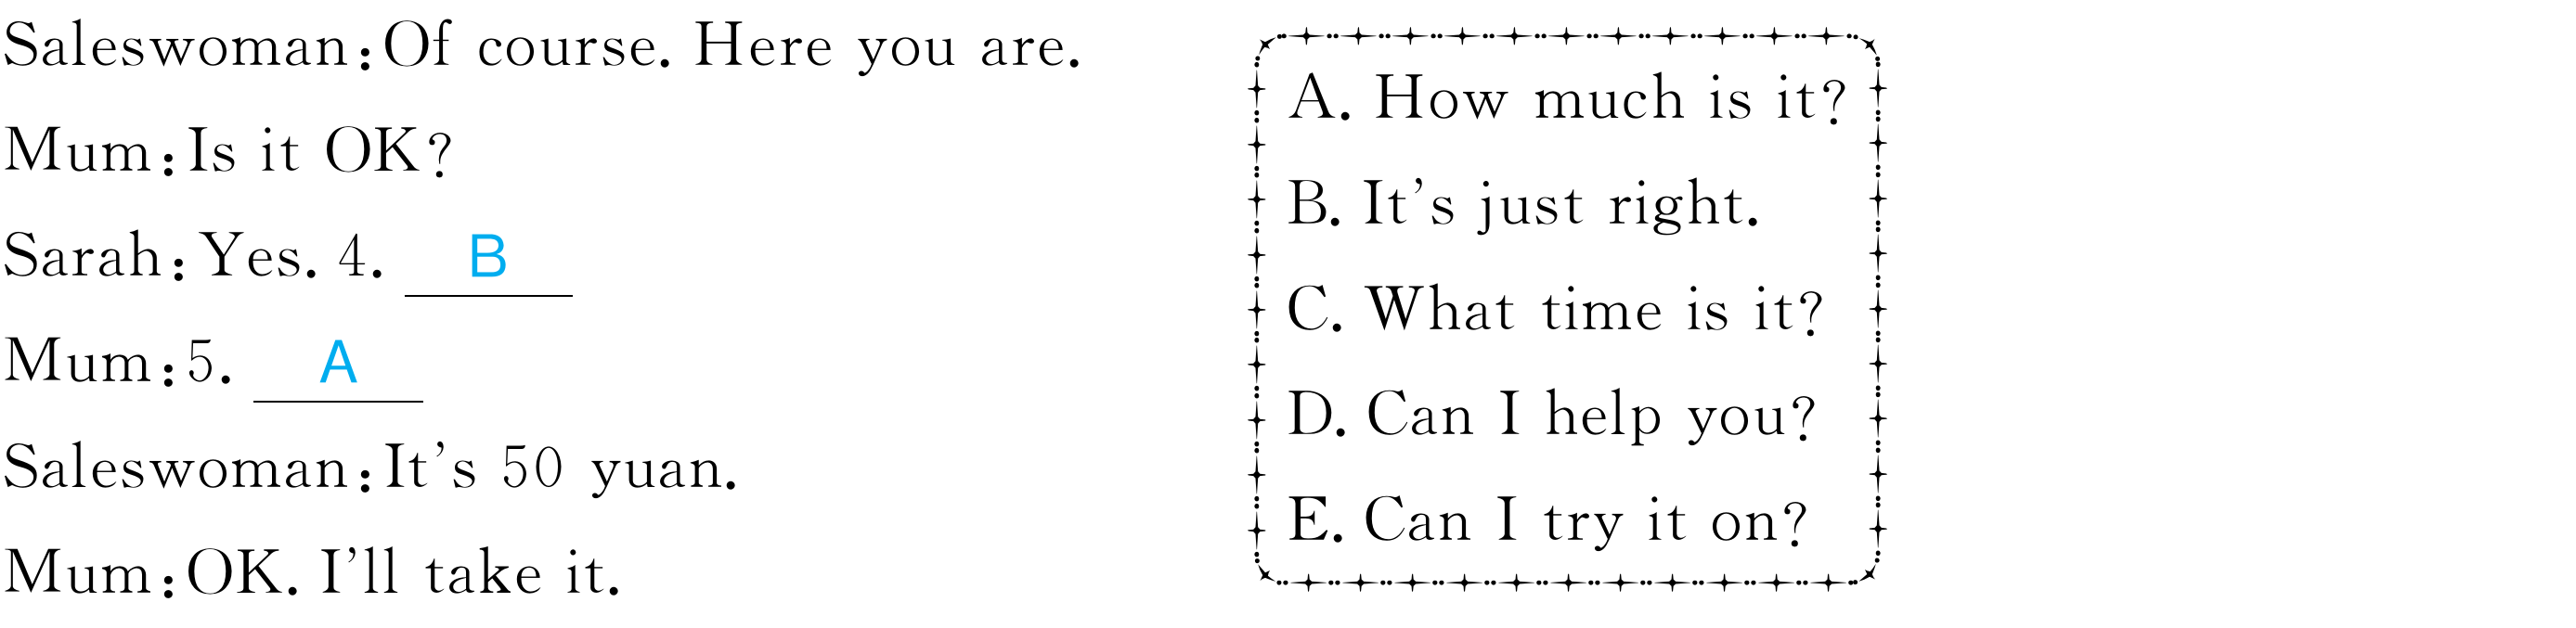 Saleswoman:Of course. Here you are.
Mum:Is it OK?
Sarah:Yes. 4. B
Mum:5. A
Saleswoman:It's 50 yuan.
Mum:OK. I'll take it.
A. How much is it?
B. It's just right.
C. What time is it?
D. Can I help you?
E. Can I try it on?